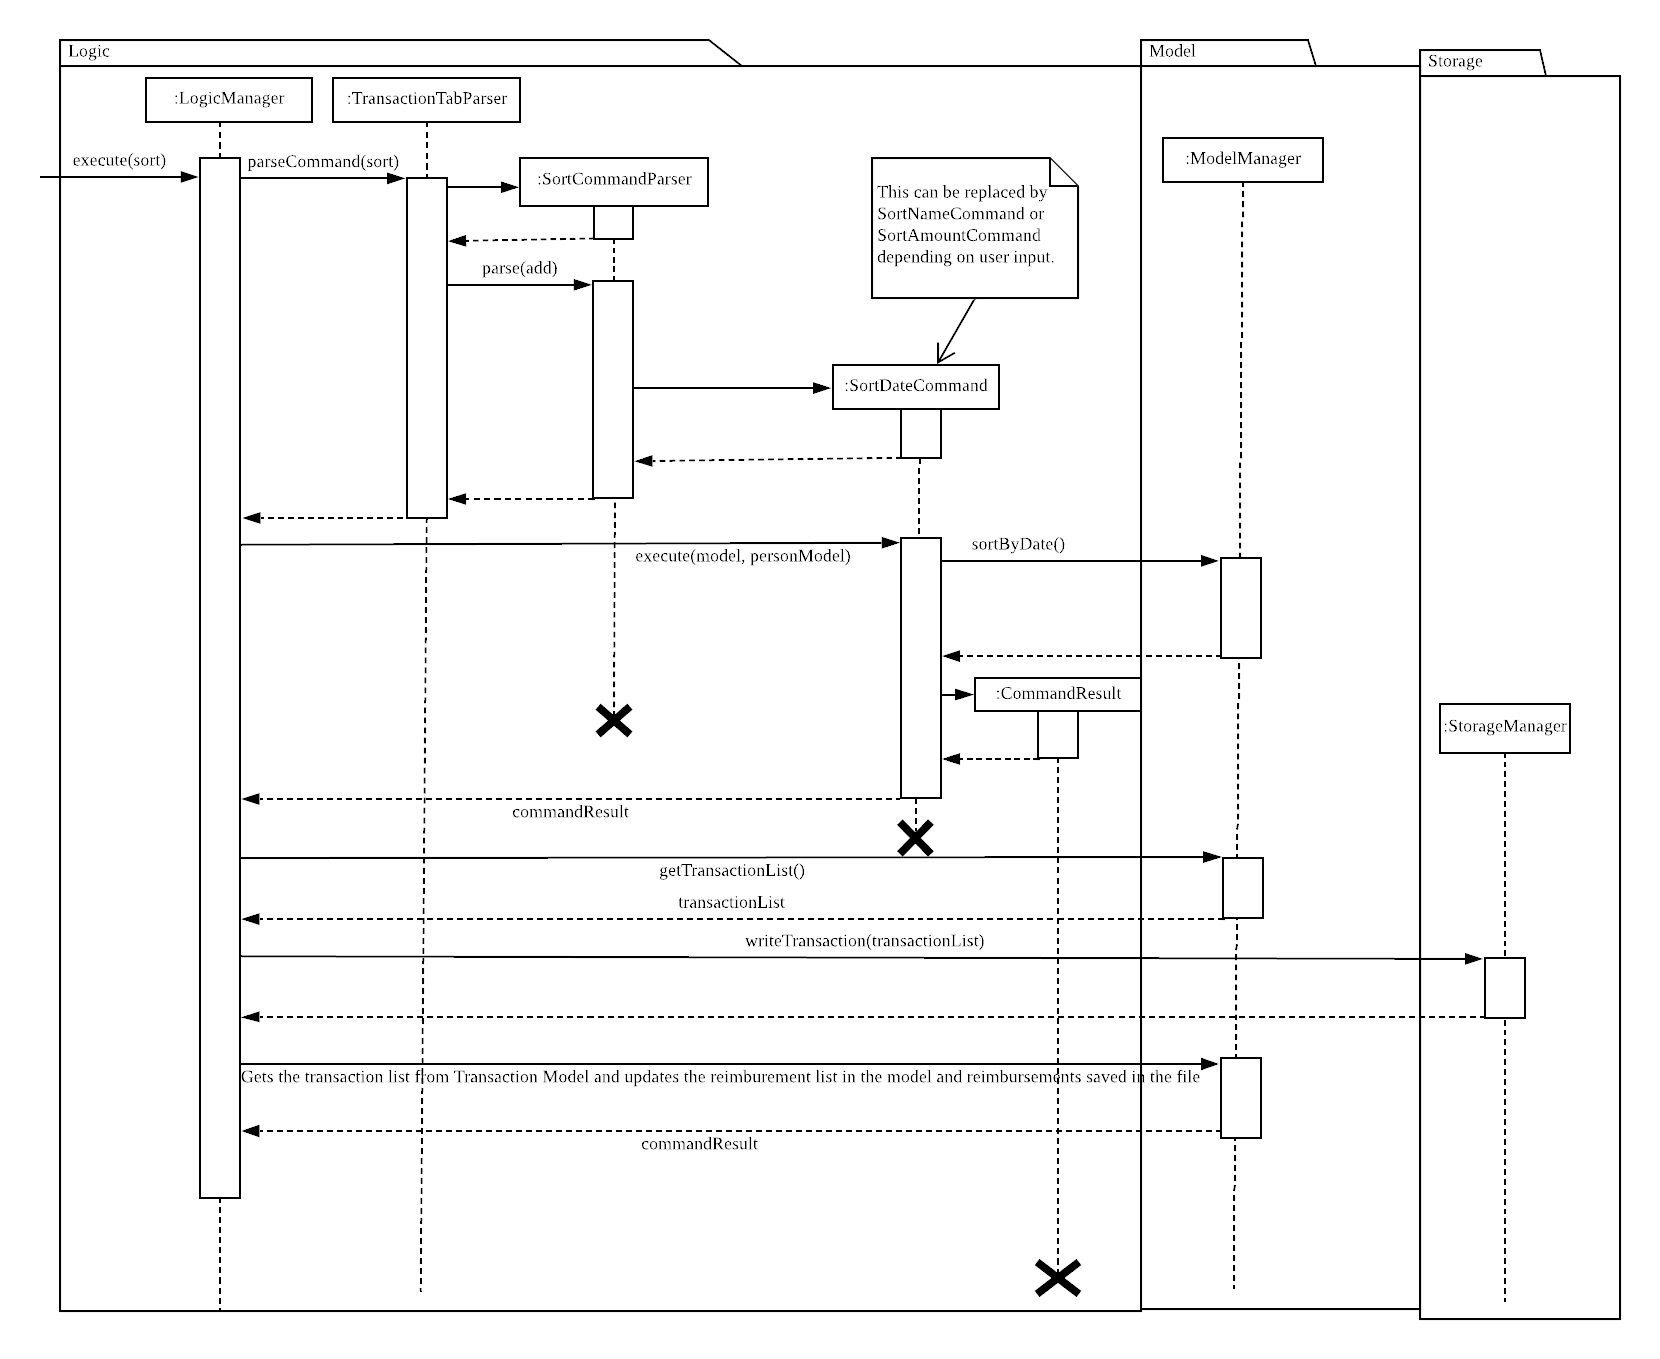 Logic
Model
Storage
:LogicManager
:TransactionTabParser
:ModelManager
execute(sort)
parseCommand(sort)
:SortCommandParser
This can be replaced by
SortNameCommand or
SortAmountCommand
depending on user input.
parse(add)
:SortDateCommand
execute(model, personModel)
sortByDate()
:CommandResult
:StorageManager
commandResult
getTransactionList()
transactionList
writeTransaction(transactionList)
Gets the transaction list from Transaction Model and updates the reimburement list in the model and reimbursements saved in the file
commandResult